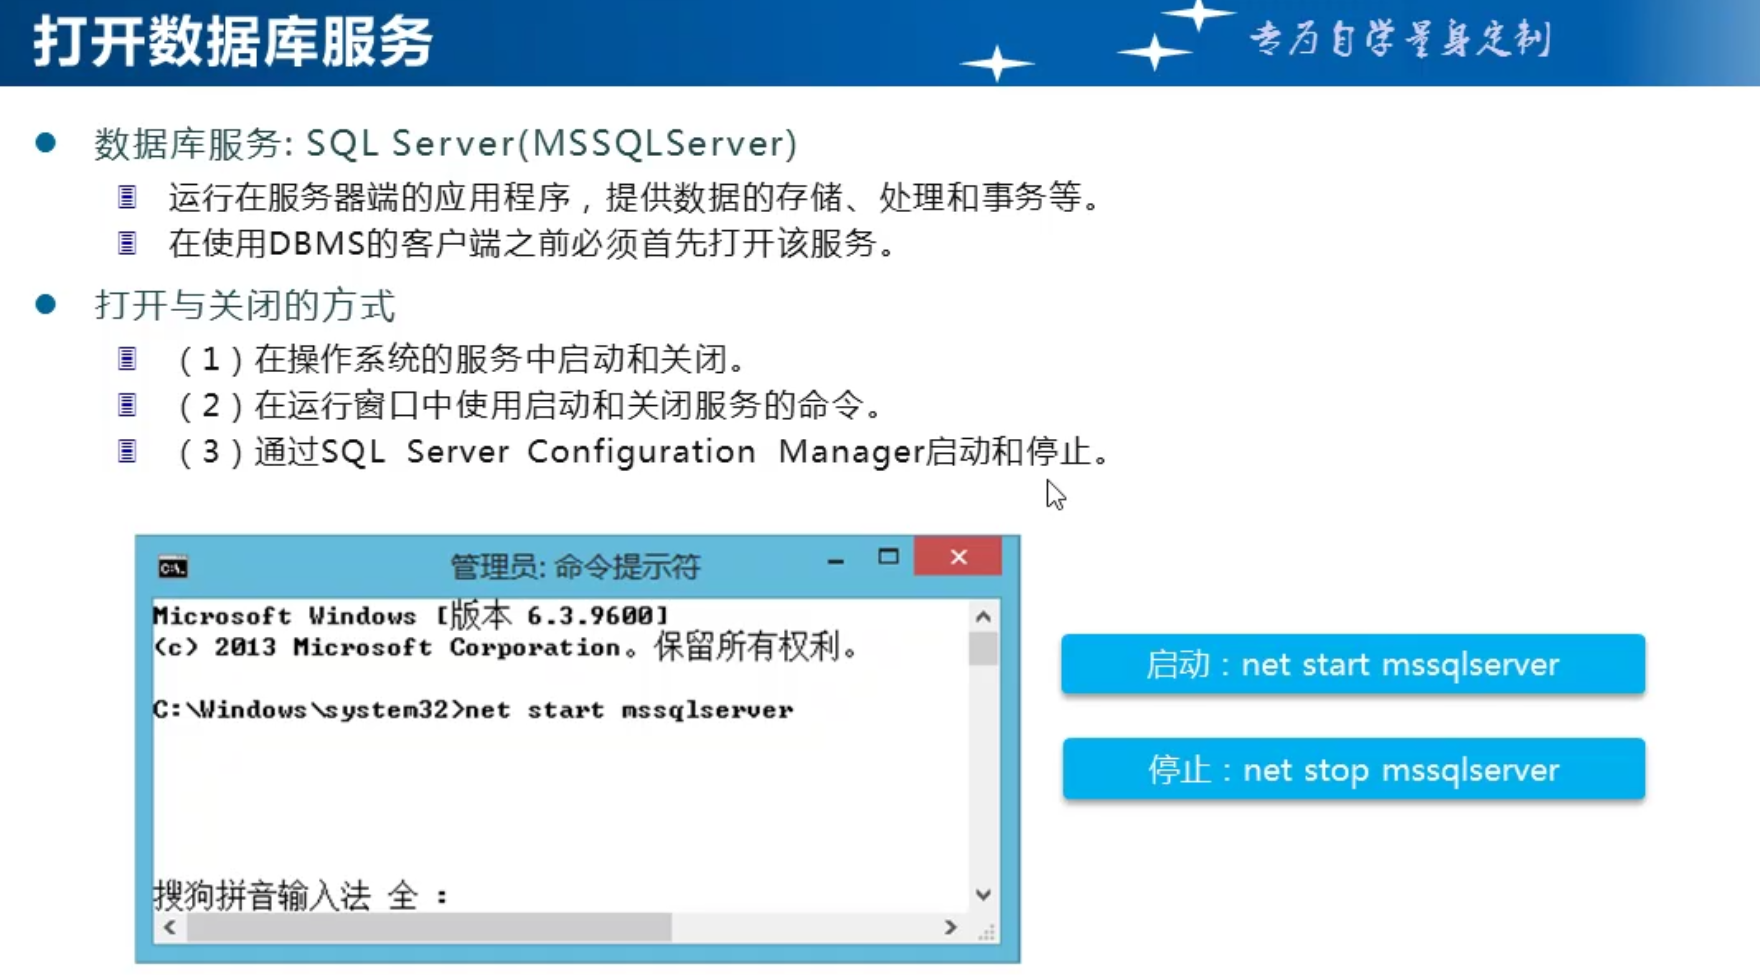 打开数据库服务
专为自学量身定制
数据库服务: SQL Server(MSSQLServer)
运行在服务器端的应用程序，提供数据的存储、处理和事务等。
在使用DBMS的客户端之前必须首先打开该服务。
打开与关闭的方式
（1）在操作系统的服务中启动和关闭。
（2）在运行窗口中使用启动和关闭服务的命令。
（3）通过SQL Server Configuration Manager启动和停止。
管理员: 命令提示符
Microsoft Windows [版本 6.3.9600]
(c) 2013 Microsoft Corporation。保留所有权利。
C:\Windows\system32>net start mssqlserver
搜狗拼音输入法 全 :
启动：net start mssqlserver
停止：net stop mssqlserver